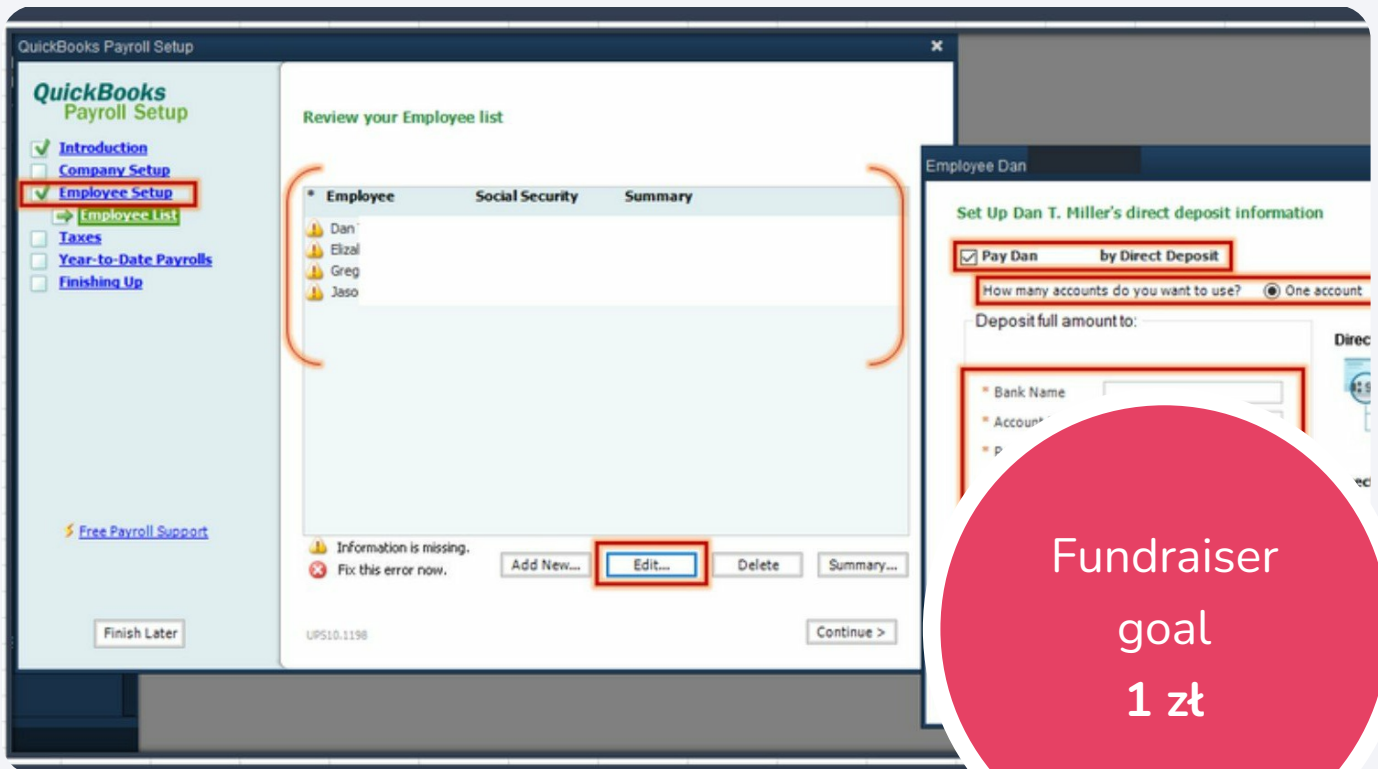 QuickBooks Payroll Setup
QuickBooks
Payroll Setup
Introduction
Company Setup
Employee Setup
Employee List
Taxes
Year-to-Date Payrolls
Finishing Up
Free Payroll Support
Finish Later
Review your Employee list
* Employee Social Security Summary
Dan
Elizal
Greg
Jaso
Information is missing.
Fix this error now.
Add New... Edit... Delete Summary...
UPS10.1198
Continue >
Employee Dan
Set Up Dan T. Miller's direct deposit information
Pay Dan by Direct Deposit
How many accounts do you want to use? One account
Deposit full amount to:
Direc
* Bank Name
* Account
* P
Fundraiser
goal
1 zł